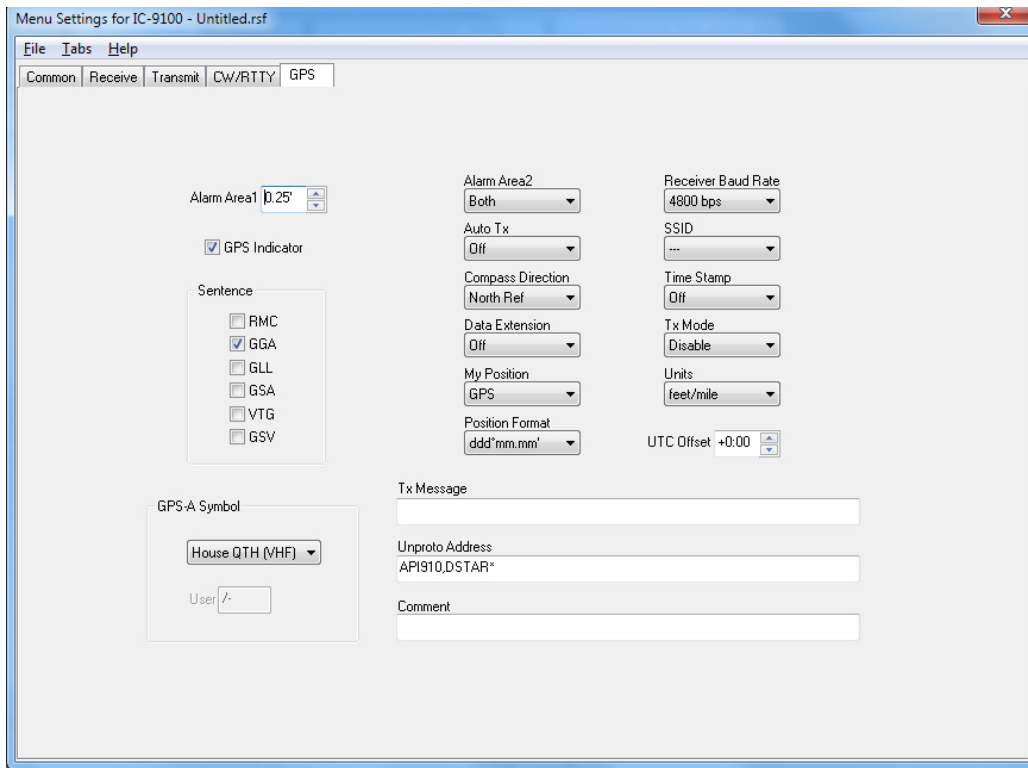 Menu Settings for IC-9100 - Untitled.rsf
File Tabs Help
Common Receive Transmit CW/RTTY GPS
Alarm Area1 0.25'
GPS Indicator
Sentence
RMC
GGA
GLL
GSA
VTG
GSV
Alarm Area2
Both
Auto Tx
Off
Compass Direction
North Ref
Data Extension
Off
My Position
GPS
Position Format
ddd°mm.mm'
Receiver Baud Rate
4800 bps
SSID
---
Time Stamp
Off
Tx Mode
Disable
Units
feet/mile
UTC Offset +0:00
GPS-A Symbol
House QTH (VHF)
User /-
Tx Message
Unproto Address
API910,DSTAR*
Comment